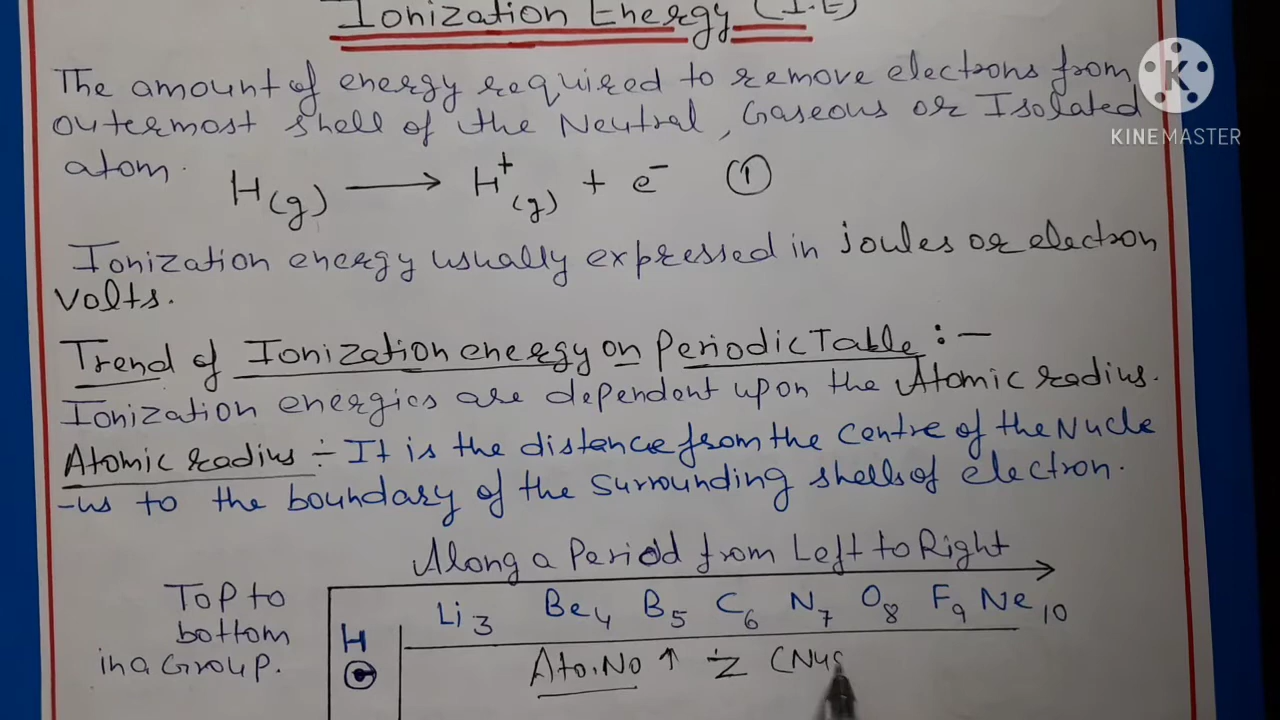 Ionization Energy (I.E)
The amount of energy required to remove electrons from
outermost shell of the Neutral, Gaseous or Isolated
atom.
H(g) ⟶ H⁺(g) + e⁻ ①
Ionization energy usually expressed in joules or electron
volts.
Trend of Ionization energy on Periodic Table :-
Ionization energies are dependent upon the Atomic radius.
Atomic radius :- It is the distance from the centre of the Nucle
-us to the boundary of the surrounding shells of electron.
Along a Period from Left to Right
Top to
bottom
in a Group.
H
Li₃ Be₄ B₅ C₆ N₇ O₈ F₉ Ne₁₀
Ato.No ↑
K
KINEMASTER